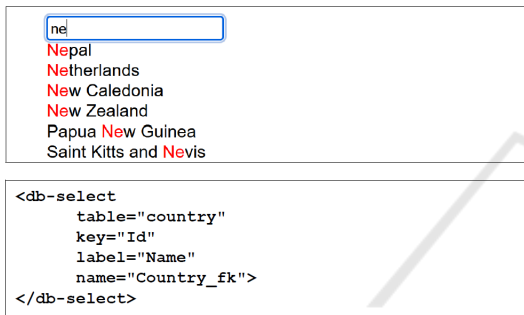 ne
Nepal
Netherlands
New Caledonia
New Zealand
Papua New Guinea
Saint Kitts and Nevis
<db-select
table="country"
key="Id"
label="Name"
name="Country_fk">
</db-select>